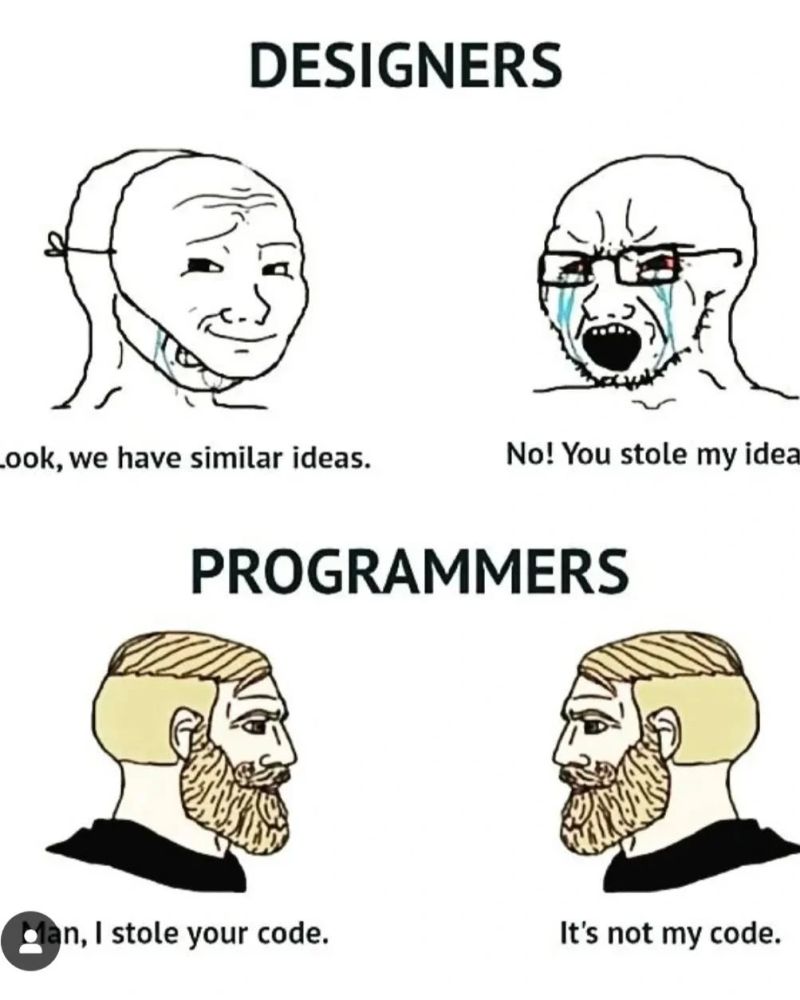 DESIGNERS
Look, we have similar ideas.
No! You stole my idea
PROGRAMMERS
Man, I stole your code.
It's not my code.